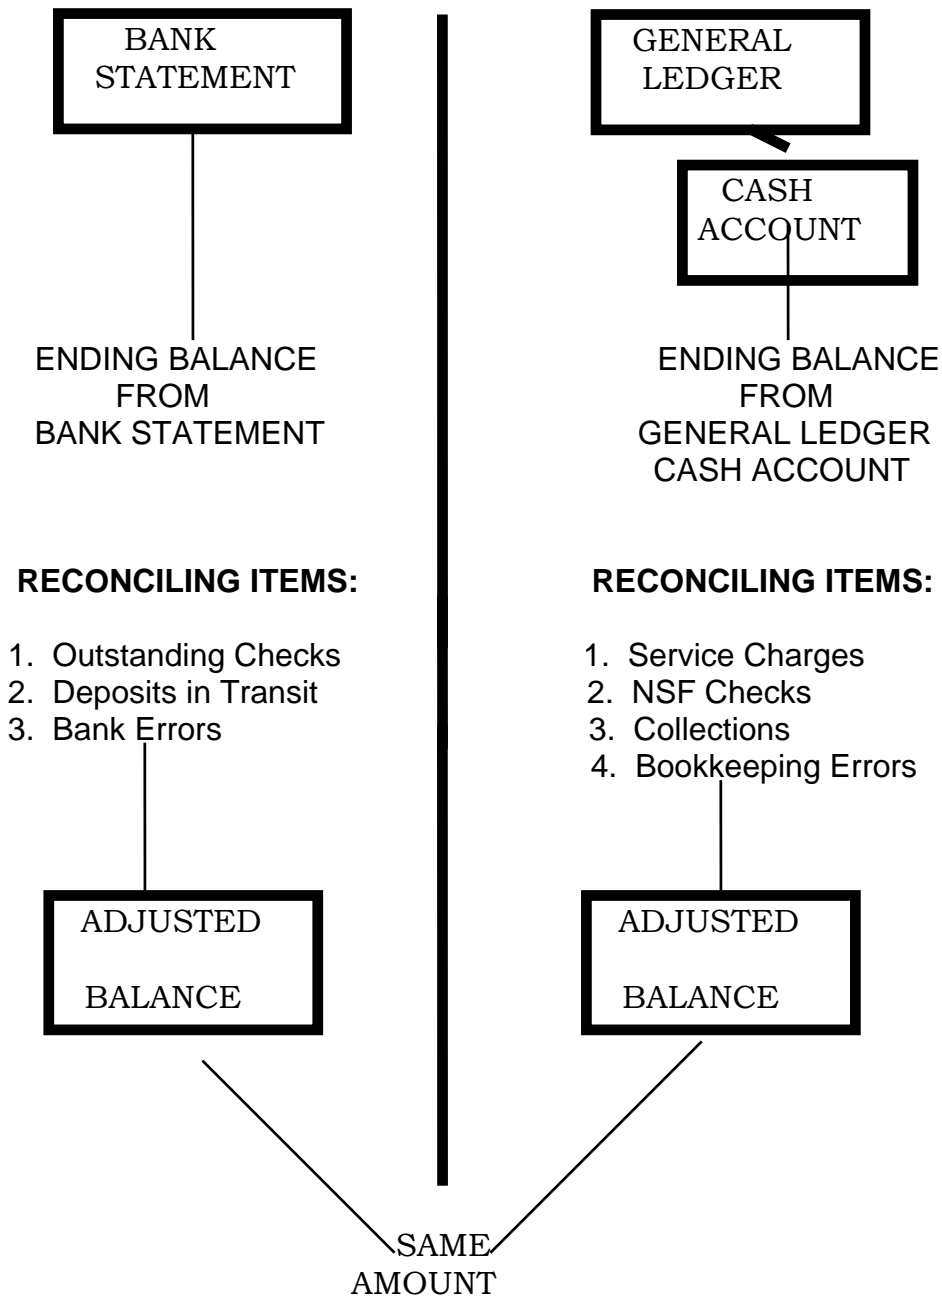 BANK
STATEMENT
ENDING BALANCE
FROM
BANK STATEMENT
RECONCILING ITEMS:
1. Outstanding Checks
2. Deposits in Transit
3. Bank Errors
ADJUSTED
BALANCE
GENERAL
LEDGER
CASH
ACCOUNT
ENDING BALANCE
FROM
GENERAL LEDGER
CASH ACCOUNT
RECONCILING ITEMS:
1. Service Charges
2. NSF Checks
3. Collections
4. Bookkeeping Errors
ADJUSTED
BALANCE
SAME
AMOUNT